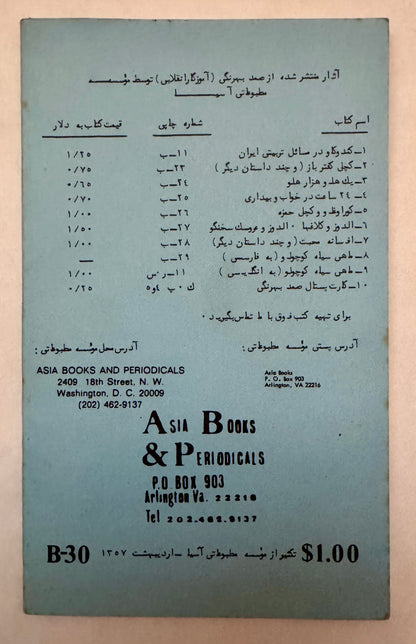 آثار منتشر شده از صمد بهرنگی (آموزگار انقلابی) توسط مؤسسه
مطبوعاتی آسیا
اسم کتاب شماره چاپی قیمت کتاب به دلار
۱–کندوکاو در مسائل تربیتی ایران ۱۱–ب ۱/۲۵
۲–کچل کفتر باز (و چند داستان دیگر) ۲۳–ب ۰/۷۵
۳–یک هلو و هزار هلو ۲۴–ب ۰/۶۵
۴–۲۴ ساعت در خواب و بیداری ۲۵–ب ۰/۷۰
۵–کوراوغلو و کچل حمزه ۲۶–ب ۱/۰۰
۶–الدوز و کلاغها ۰ الدوز و عروسک سخنگو ۲۷–ب ۱/۵۰
۷–افسانه محبت (و چند داستان دیگر) ۲۸–ب ۱/۰۰
۸–ماهی سیاه کوچولو (به فارسی) ۲۹–ب —
۹–ماهی سیاه کوچولو (به انگلیسی) ۱۱–ر س ۱/۰۰
۱۰–کارت پستال صمد بهرنگی ک ۰ پ ۴و۵ ۰/۲۵
برای تهیه کتب فوق با ما تماس بگیرید ۰
آدرس پستی مؤسسه مطبوعاتی :
آدرس محل مؤسسه مطبوعاتی :
Asia Books
P. O. Box 903
Arlington, VA 22216
ASIA BOOKS AND PERIODICALS
2409 18th Street, N. W.
Washington, D. C. 20009
(202) 462-9137
ASIA BOOKS
& PERIODICALS
P.O BOX 903
Arlington Va. 22216
Tel 202.462.9137
B-30 تکثیر از مؤسسه مطبوعاتی آسیا – اردیبهشت ۱۳۵۷ $1.00